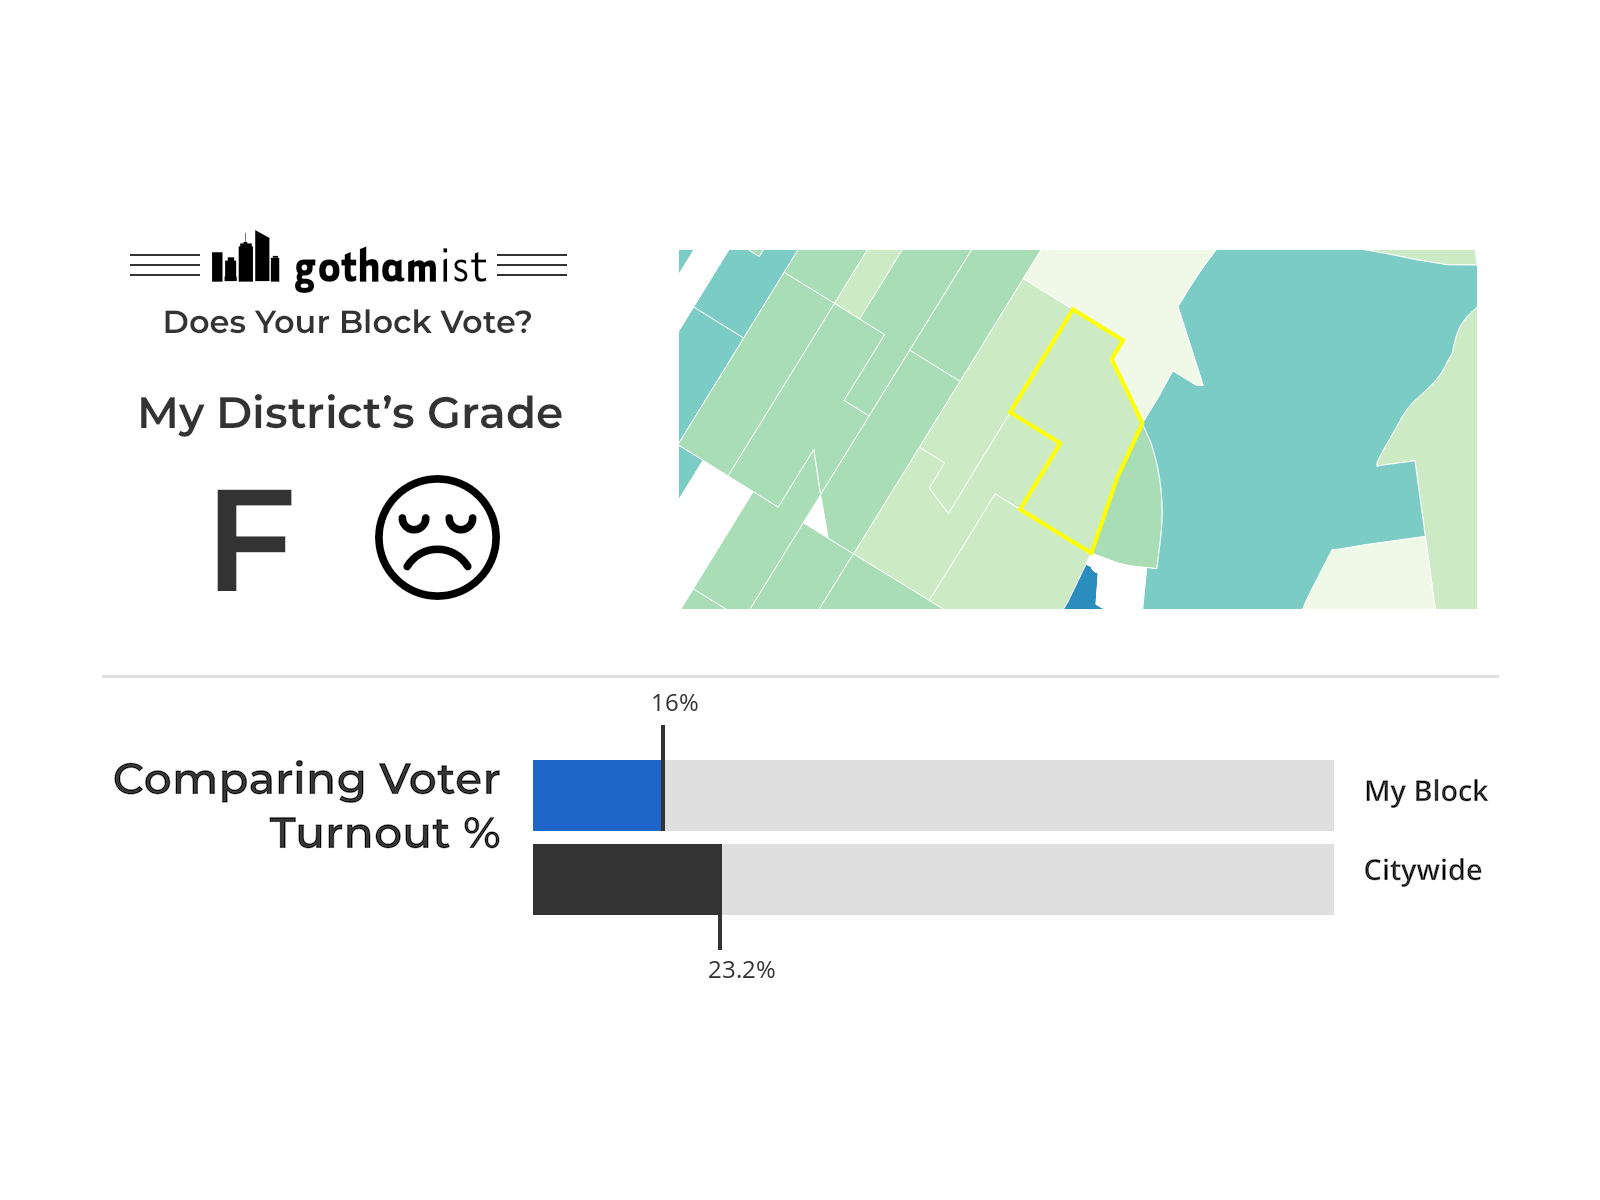 gothamist
Does Your Block Vote?
My District’s Grade
F
16%
Comparing Voter
Turnout %
My Block
Citywide
23.2%